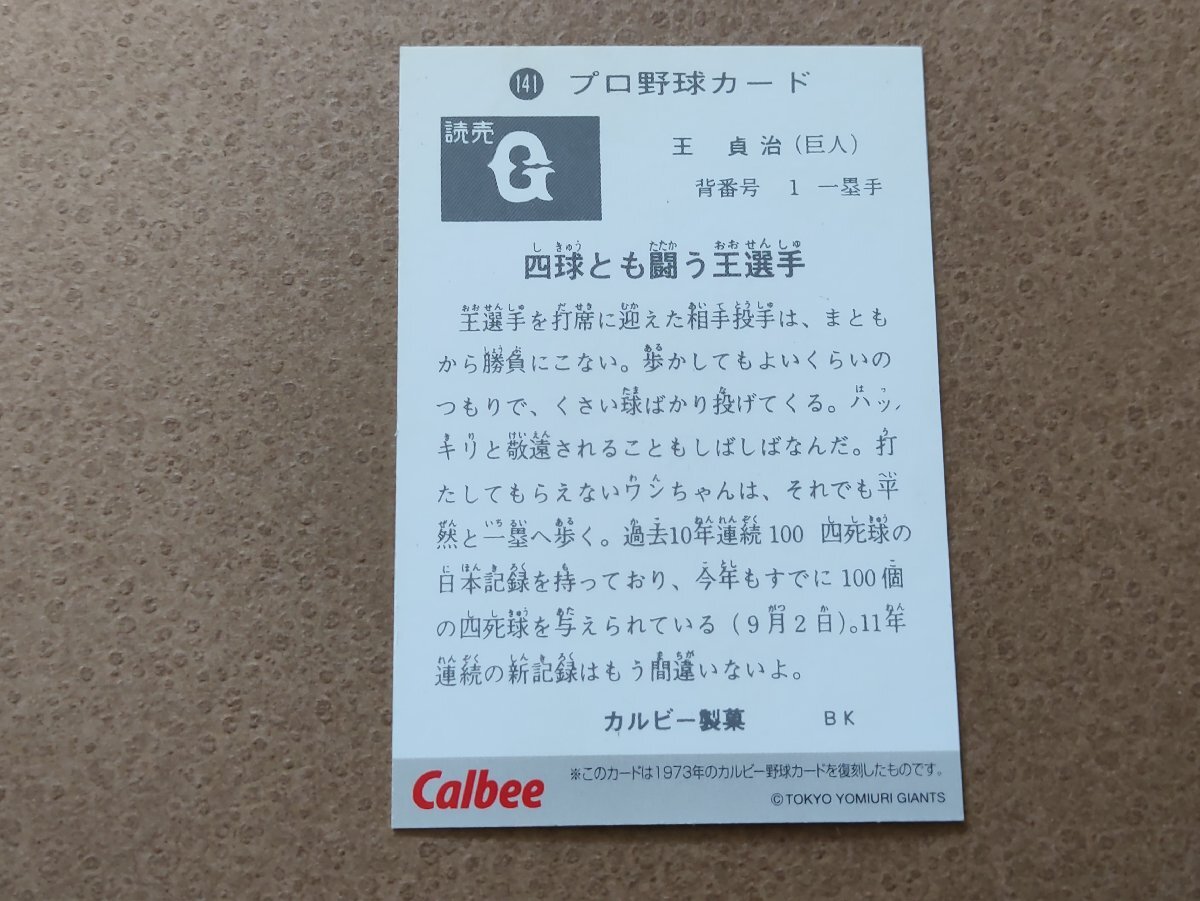 141 プロ野球カード
読売
G
王 貞治(巨人)
背番号 1 一塁手
四球とも闘う王選手
王選手を打席に迎えた相手投手は、まとも
から勝負にこない。歩かしてもよいくらいの
つもりで、くさい球ばかり投げてくる。ハッ
キリと敬遠されることもしばしばなんだ。打
たしてもらえないワンちゃんは、それでも平
然と一塁へ歩く。過去10年連続100 四死球の
日本記録を持っており、今年もすでに100個
の四死球を与えられている(9月2日)。11年
連続の新記録はもう間違いないよ。
カルビー製菓 BK
Calbee
※このカードは1973年のカルビー野球カードを復刻したものです。
©TOKYO YOMIURI GIANTS